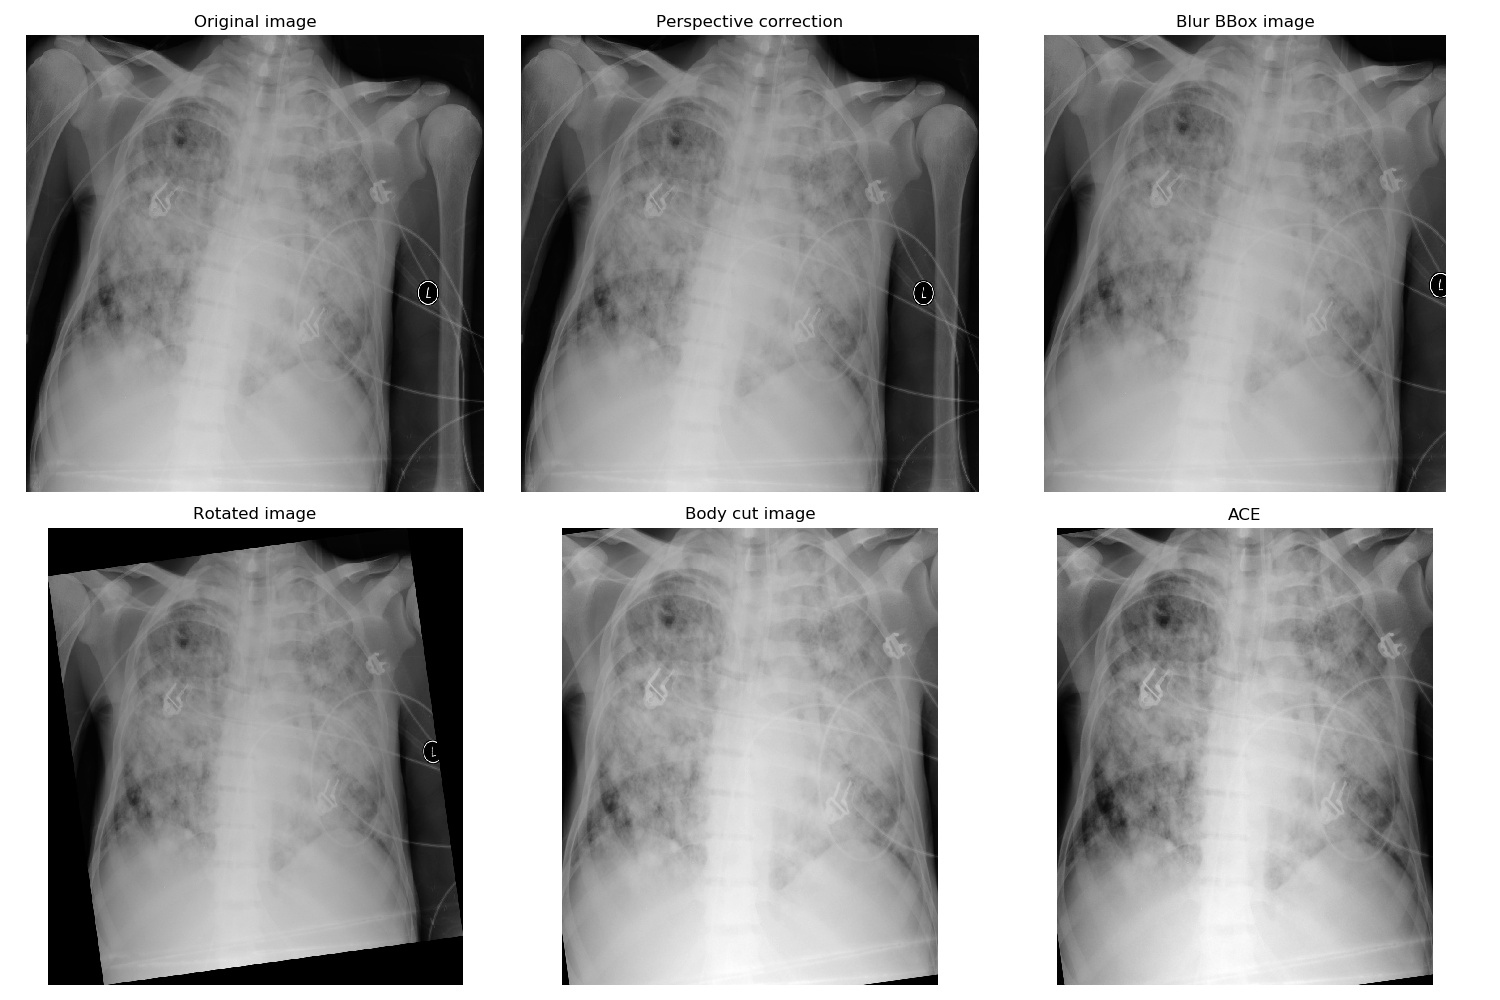 Original image
Perspective correction
Blur BBox image
L
L
L
Rotated image
Body cut image
ACE
L